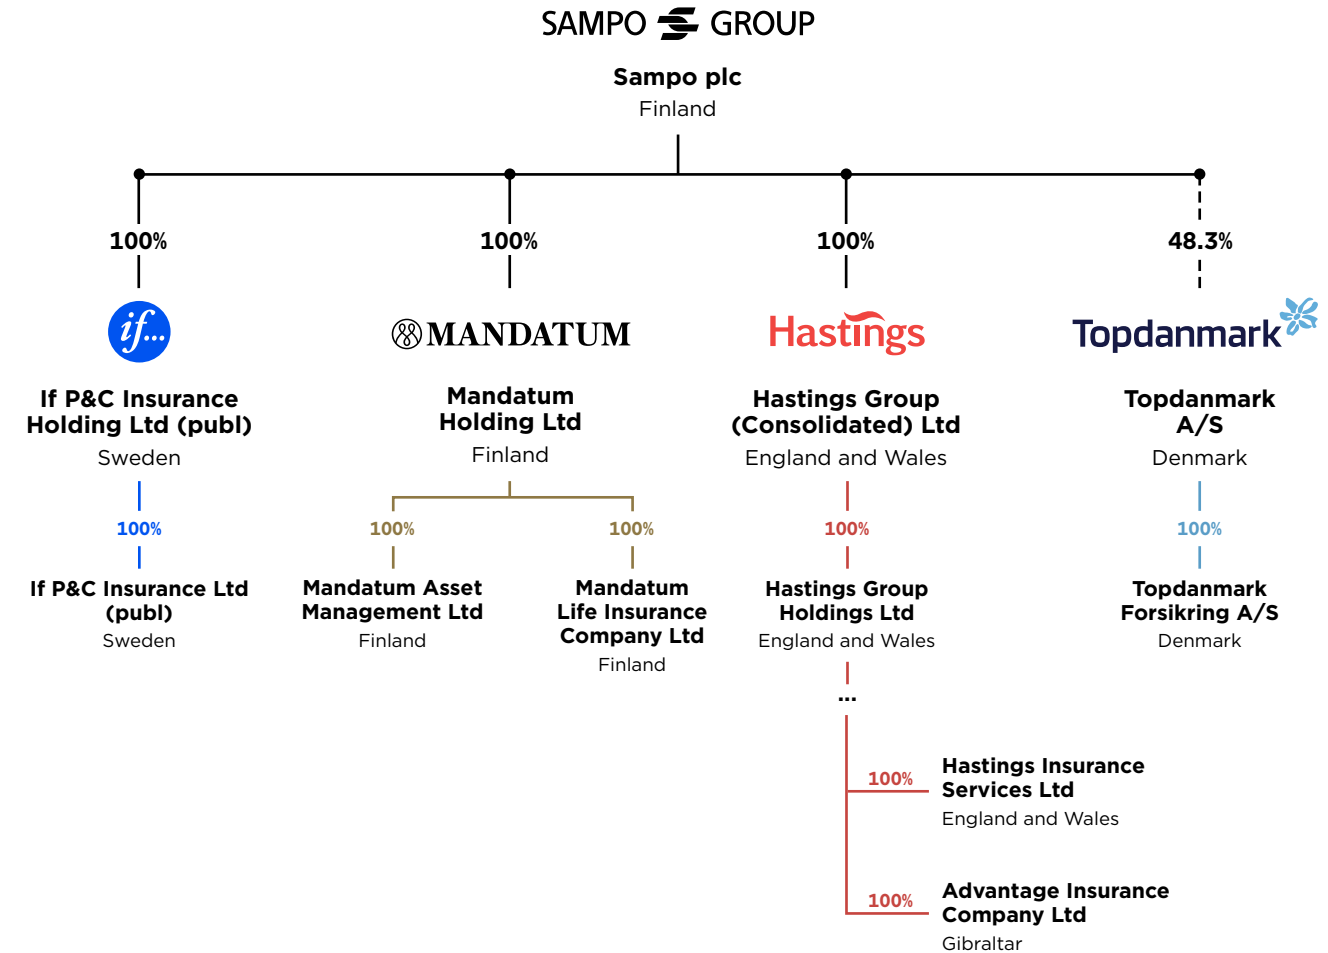 SAMPO GROUP
Sampo plc
Finland
100%
100%
100%
48.3%
if...
MANDATUM
Hastings
Topdanmark
If P&C Insurance
Holding Ltd (publ)
Sweden
Mandatum
Holding Ltd
Finland
Hastings Group
(Consolidated) Ltd
England and Wales
Topdanmark
A/S
Denmark
100%
100%
100%
100%
100%
If P&C Insurance Ltd
(publ)
Sweden
Mandatum Asset
Management Ltd
Finland
Mandatum
Life Insurance
Company Ltd
Finland
Hastings Group
Holdings Ltd
England and Wales
Topdanmark
Forsikring A/S
Denmark
...
100%
Hastings Insurance
Services Ltd
England and Wales
100%
Advantage Insurance
Company Ltd
Gibraltar